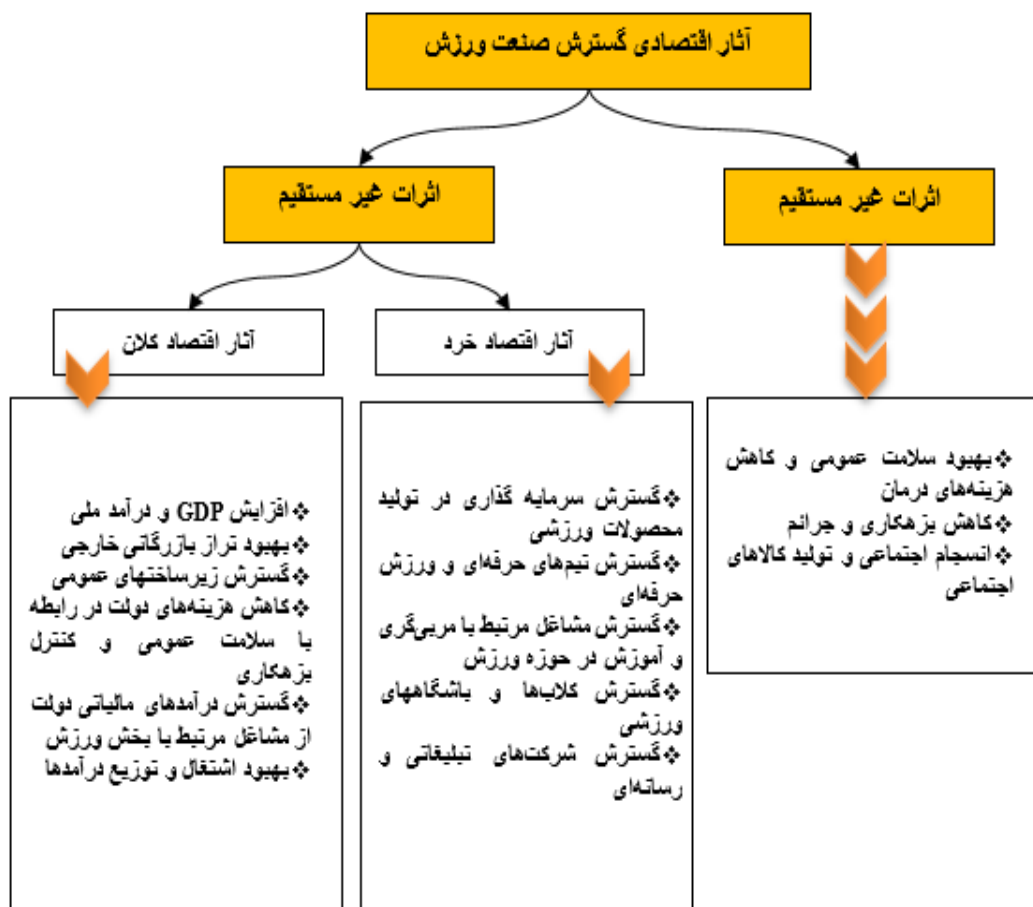 آثار اقتصادی گسترش صنعت ورزش
اثرات غیر مستقیم
اثرات غیر مستقیم
آثار اقتصاد خرد
آثار اقتصاد کلان
❖بهبود سلامت عمومی و کاهش
هزینه‌های درمان
❖کاهش بزهکاری و جرائم
❖انسجام اجتماعی و تولید کالاهای
اجتماعی
❖گسترش سرمایه گذاری در تولید
محصولات ورزشی
❖گسترش تیم‌های حرفه‌ای و ورزش
حرفه‌ای
❖گسترش مشاغل مرتبط با مربی‌گری
و آموزش در حوزه ورزش
❖گسترش کلاب‌ها و باشگاههای
ورزشی
❖گسترش شرکت‌های تبلیغاتی و
رسانه‌ای
❖افزایش GDP و درآمد ملی
❖بهبود تراز بازرگانی خارجی
❖گسترش زیرساختهای عمومی
❖کاهش هزینه‌های دولت در رابطه
با سلامت عمومی و کنترل
بزهکاری
❖گسترش درآمدهای مالیاتی دولت
از مشاغل مرتبط با بخش ورزش
❖بهبود اشتغال و توزیع درآمدها